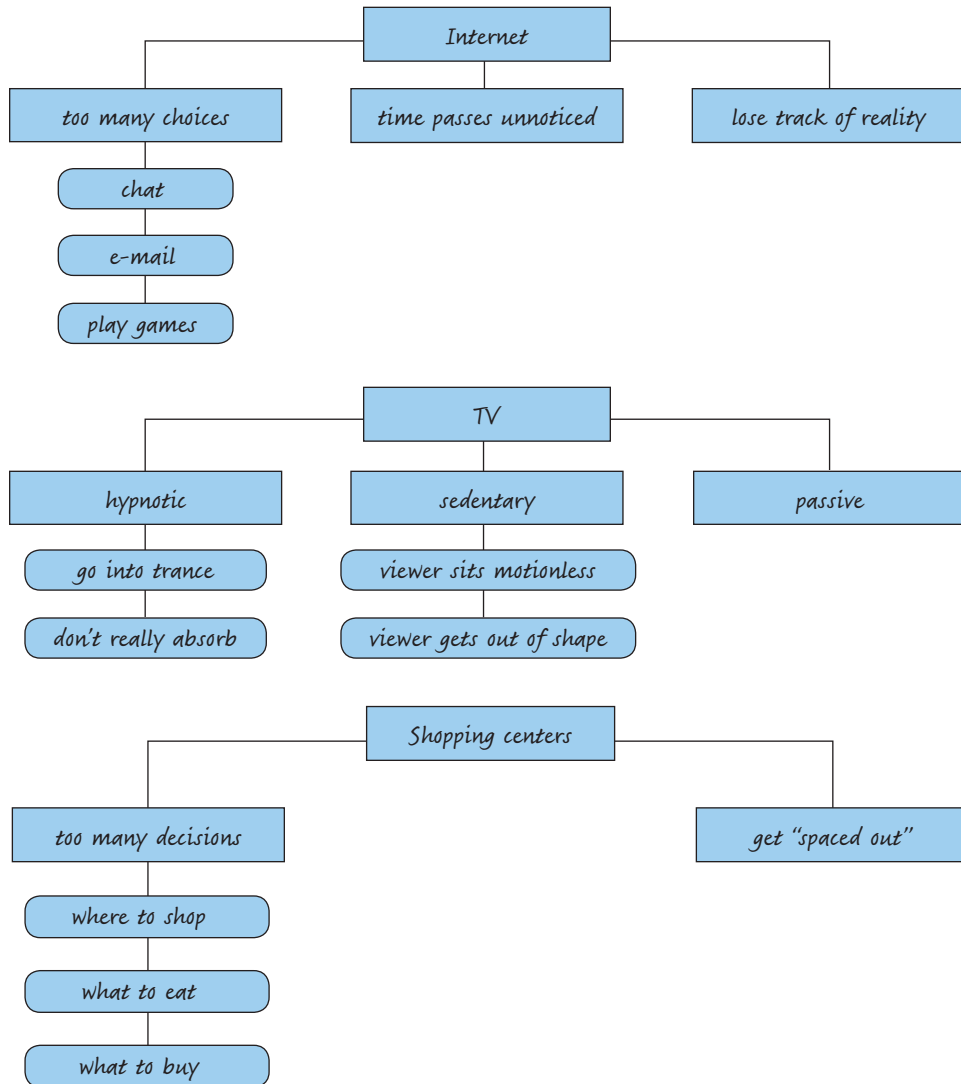 Internet
too many choices
time passes unnoticed
lose track of reality
chat
e-mail
play games
TV
hypnotic
sedentary
passive
go into trance
viewer sits motionless
don't really absorb
viewer gets out of shape
Shopping centers
too many decisions
get “spaced out”
where to shop
what to eat
what to buy